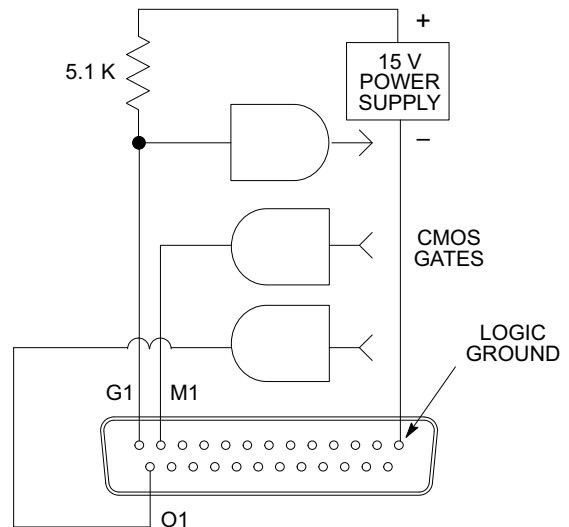 +
5.1 K
15 V
POWER
SUPPLY
–
CMOS
GATES
LOGIC
GROUND
G1
M1
O1